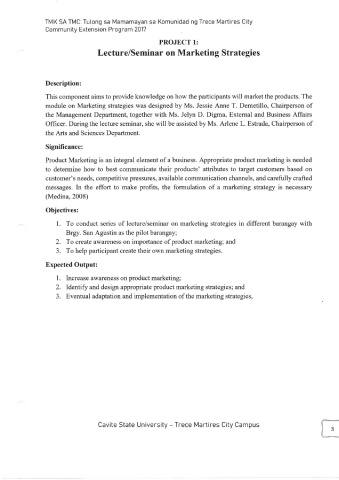 TMK SA TMC: Tulong sa Mamamayan sa Komunidad ng Trece Martires City
Community Extension Program 2017
PROJECT 1:
Lecture/Seminar on Marketing Strategies
Description:
This component aims to provide knowledge on how the participants will market the products. The
module on Marketing strategies was designed by Ms. Jessie Anne T. Demetillo, Chairperson of
the Management Department, together with Ms. Jelyn D. Digma, External and Business Affairs
Officer. During the lecture seminar, she will be assisted by Ms. Arlene L. Estrada, Chairperson of
the Arts and Sciences Department.
Significance:
Product Marketing is an integral element of a business. Appropriate product marketing is needed
to determine how to best communicate their products' attributes to target customers based on
customer's needs, competitive pressures, available communication channels, and carefully crafted
messages. In the effort to make profits, the formulation of a marketing strategy is necessary
(Medina, 2008)
Objectives:
1. To conduct series of lecture/seminar on marketing strategies in different barangay with
Brgy. San Agustin as the pilot barangay;
2. To create awareness on importance of product marketing; and
3. To help participant create their own marketing strategies.
Expected Output:
1. Increase awareness on product marketing;
2. Identify and design appropriate product marketing strategies; and
3. Eventual adaptation and implementation of the marketing strategies,
Cavite State University – Trece Martires City Campus
3